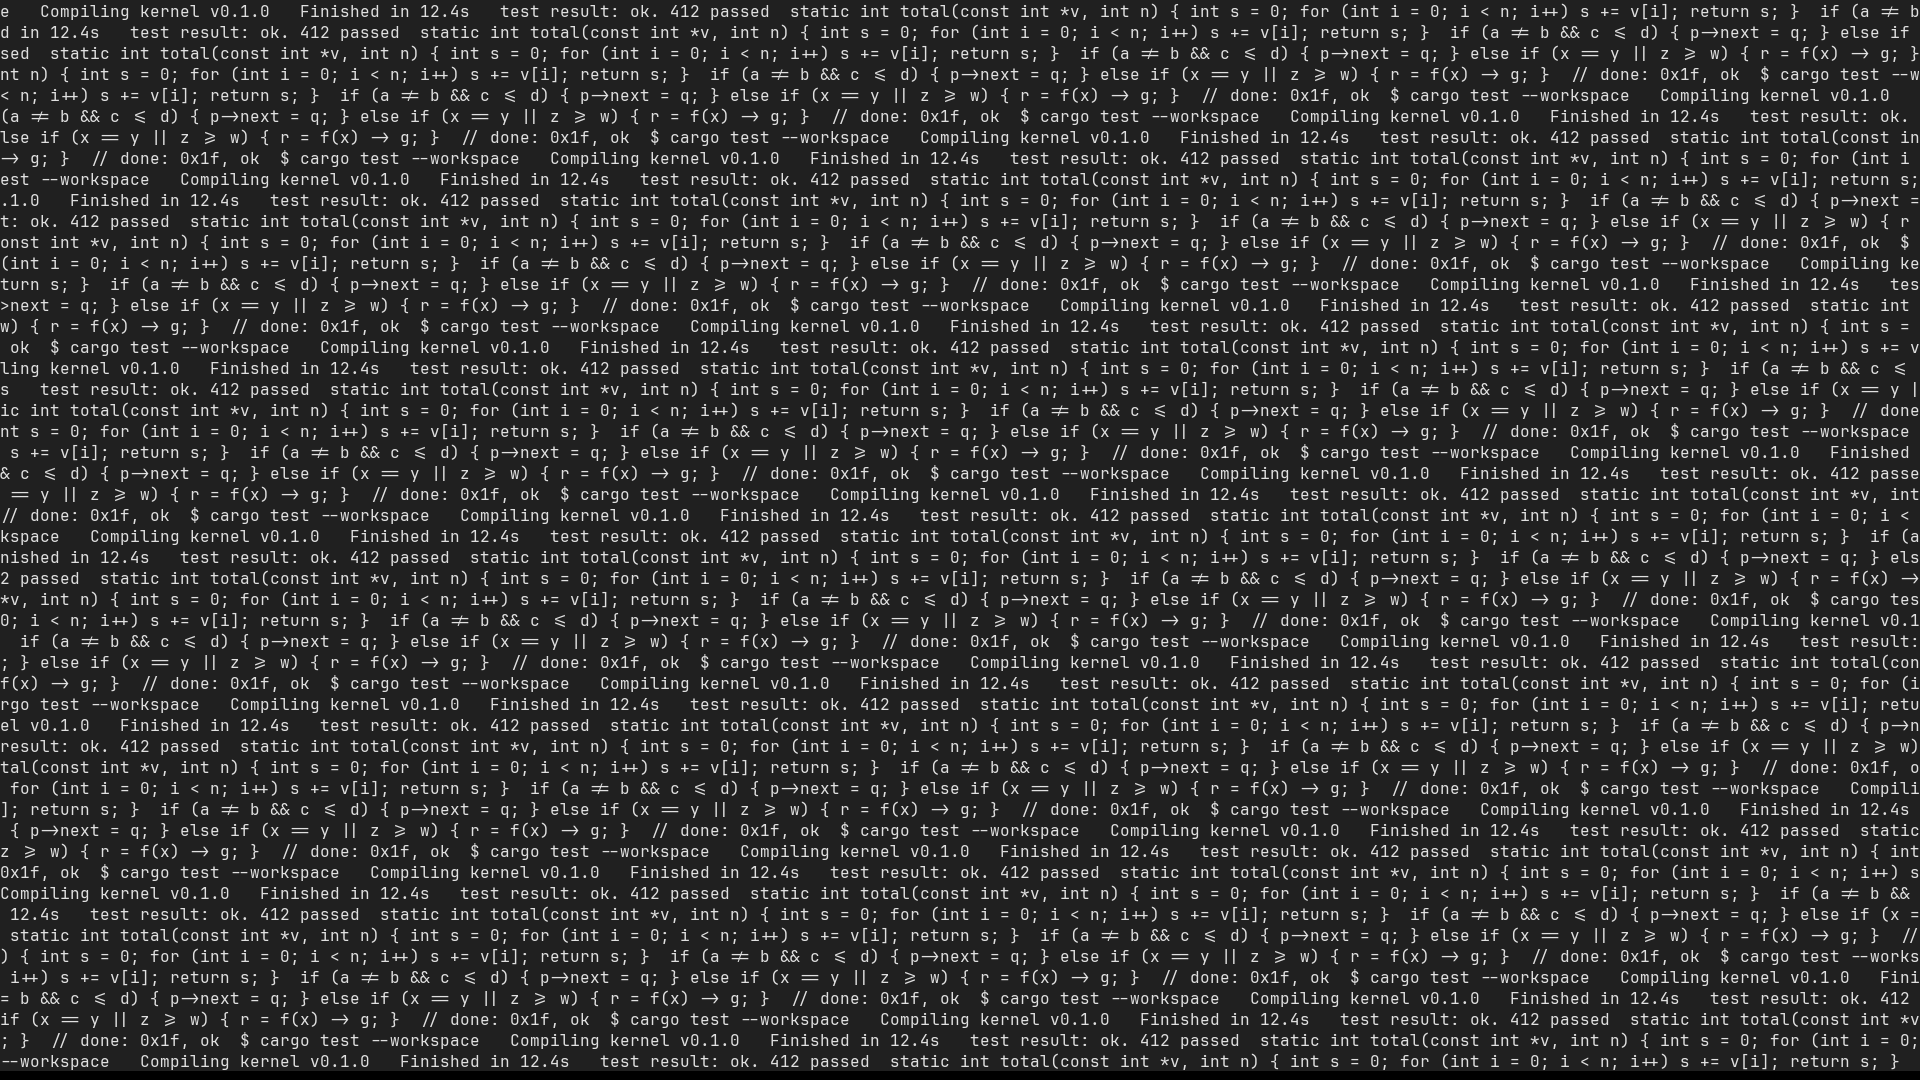 e   Compiling kernel v0.1.0   Finished in 12.4s   test result: ok. 412 passed  static int total(const int *v, int n) { int s = 0; for (int i = 0; i < n; i++) s += v[i]; return s; }  if (a != b
d in 12.4s   test result: ok. 412 passed  static int total(const int *v, int n) { int s = 0; for (int i = 0; i < n; i++) s += v[i]; return s; }  if (a != b && c <= d) { p->next = q; } else if
sed  static int total(const int *v, int n) { int s = 0; for (int i = 0; i < n; i++) s += v[i]; return s; }  if (a != b && c <= d) { p->next = q; } else if (x == y || z >= w) { r = f(x) -> g; }
nt n) { int s = 0; for (int i = 0; i < n; i++) s += v[i]; return s; }  if (a != b && c <= d) { p->next = q; } else if (x == y || z >= w) { r = f(x) -> g; }  // done: 0x1f, ok  $ cargo test --w
< n; i++) s += v[i]; return s; }  if (a != b && c <= d) { p->next = q; } else if (x == y || z >= w) { r = f(x) -> g; }  // done: 0x1f, ok  $ cargo test --workspace   Compiling kernel v0.1.0
(a != b && c <= d) { p->next = q; } else if (x == y || z >= w) { r = f(x) -> g; }  // done: 0x1f, ok  $ cargo test --workspace   Compiling kernel v0.1.0   Finished in 12.4s   test result: ok.
lse if (x == y || z >= w) { r = f(x) -> g; }  // done: 0x1f, ok  $ cargo test --workspace   Compiling kernel v0.1.0   Finished in 12.4s   test result: ok. 412 passed  static int total(const in
-> g; }  // done: 0x1f, ok  $ cargo test --workspace   Compiling kernel v0.1.0   Finished in 12.4s   test result: ok. 412 passed  static int total(const int *v, int n) { int s = 0; for (int i
est --workspace   Compiling kernel v0.1.0   Finished in 12.4s   test result: ok. 412 passed  static int total(const int *v, int n) { int s = 0; for (int i = 0; i < n; i++) s += v[i]; return s;
.1.0   Finished in 12.4s   test result: ok. 412 passed  static int total(const int *v, int n) { int s = 0; for (int i = 0; i < n; i++) s += v[i]; return s; }  if (a != b && c <= d) { p->next =
t: ok. 412 passed  static int total(const int *v, int n) { int s = 0; for (int i = 0; i < n; i++) s += v[i]; return s; }  if (a != b && c <= d) { p->next = q; } else if (x == y || z >= w) { r
onst int *v, int n) { int s = 0; for (int i = 0; i < n; i++) s += v[i]; return s; }  if (a != b && c <= d) { p->next = q; } else if (x == y || z >= w) { r = f(x) -> g; }  // done: 0x1f, ok  $
(int i = 0; i < n; i++) s += v[i]; return s; }  if (a != b && c <= d) { p->next = q; } else if (x == y || z >= w) { r = f(x) -> g; }  // done: 0x1f, ok  $ cargo test --workspace   Compiling ke
turn s; }  if (a != b && c <= d) { p->next = q; } else if (x == y || z >= w) { r = f(x) -> g; }  // done: 0x1f, ok  $ cargo test --workspace   Compiling kernel v0.1.0   Finished in 12.4s   tes
>next = q; } else if (x == y || z >= w) { r = f(x) -> g; }  // done: 0x1f, ok  $ cargo test --workspace   Compiling kernel v0.1.0   Finished in 12.4s   test result: ok. 412 passed  static int
w) { r = f(x) -> g; }  // done: 0x1f, ok  $ cargo test --workspace   Compiling kernel v0.1.0   Finished in 12.4s   test result: ok. 412 passed  static int total(const int *v, int n) { int s =
 ok  $ cargo test --workspace   Compiling kernel v0.1.0   Finished in 12.4s   test result: ok. 412 passed  static int total(const int *v, int n) { int s = 0; for (int i = 0; i < n; i++) s += v
ling kernel v0.1.0   Finished in 12.4s   test result: ok. 412 passed  static int total(const int *v, int n) { int s = 0; for (int i = 0; i < n; i++) s += v[i]; return s; }  if (a != b && c <=
s   test result: ok. 412 passed  static int total(const int *v, int n) { int s = 0; for (int i = 0; i < n; i++) s += v[i]; return s; }  if (a != b && c <= d) { p->next = q; } else if (x == y |
ic int total(const int *v, int n) { int s = 0; for (int i = 0; i < n; i++) s += v[i]; return s; }  if (a != b && c <= d) { p->next = q; } else if (x == y || z >= w) { r = f(x) -> g; }  // done
nt s = 0; for (int i = 0; i < n; i++) s += v[i]; return s; }  if (a != b && c <= d) { p->next = q; } else if (x == y || z >= w) { r = f(x) -> g; }  // done: 0x1f, ok  $ cargo test --workspace
 s += v[i]; return s; }  if (a != b && c <= d) { p->next = q; } else if (x == y || z >= w) { r = f(x) -> g; }  // done: 0x1f, ok  $ cargo test --workspace   Compiling kernel v0.1.0   Finished
& c <= d) { p->next = q; } else if (x == y || z >= w) { r = f(x) -> g; }  // done: 0x1f, ok  $ cargo test --workspace   Compiling kernel v0.1.0   Finished in 12.4s   test result: ok. 412 passe
 == y || z >= w) { r = f(x) -> g; }  // done: 0x1f, ok  $ cargo test --workspace   Compiling kernel v0.1.0   Finished in 12.4s   test result: ok. 412 passed  static int total(const int *v, int
// done: 0x1f, ok  $ cargo test --workspace   Compiling kernel v0.1.0   Finished in 12.4s   test result: ok. 412 passed  static int total(const int *v, int n) { int s = 0; for (int i = 0; i <
kspace   Compiling kernel v0.1.0   Finished in 12.4s   test result: ok. 412 passed  static int total(const int *v, int n) { int s = 0; for (int i = 0; i < n; i++) s += v[i]; return s; }  if (a
nished in 12.4s   test result: ok. 412 passed  static int total(const int *v, int n) { int s = 0; for (int i = 0; i < n; i++) s += v[i]; return s; }  if (a != b && c <= d) { p->next = q; } els
2 passed  static int total(const int *v, int n) { int s = 0; for (int i = 0; i < n; i++) s += v[i]; return s; }  if (a != b && c <= d) { p->next = q; } else if (x == y || z >= w) { r = f(x) ->
*v, int n) { int s = 0; for (int i = 0; i < n; i++) s += v[i]; return s; }  if (a != b && c <= d) { p->next = q; } else if (x == y || z >= w) { r = f(x) -> g; }  // done: 0x1f, ok  $ cargo tes
0; i < n; i++) s += v[i]; return s; }  if (a != b && c <= d) { p->next = q; } else if (x == y || z >= w) { r = f(x) -> g; }  // done: 0x1f, ok  $ cargo test --workspace   Compiling kernel v0.1
  if (a != b && c <= d) { p->next = q; } else if (x == y || z >= w) { r = f(x) -> g; }  // done: 0x1f, ok  $ cargo test --workspace   Compiling kernel v0.1.0   Finished in 12.4s   test result:
; } else if (x == y || z >= w) { r = f(x) -> g; }  // done: 0x1f, ok  $ cargo test --workspace   Compiling kernel v0.1.0   Finished in 12.4s   test result: ok. 412 passed  static int total(con
f(x) -> g; }  // done: 0x1f, ok  $ cargo test --workspace   Compiling kernel v0.1.0   Finished in 12.4s   test result: ok. 412 passed  static int total(const int *v, int n) { int s = 0; for (i
rgo test --workspace   Compiling kernel v0.1.0   Finished in 12.4s   test result: ok. 412 passed  static int total(const int *v, int n) { int s = 0; for (int i = 0; i < n; i++) s += v[i]; retu
el v0.1.0   Finished in 12.4s   test result: ok. 412 passed  static int total(const int *v, int n) { int s = 0; for (int i = 0; i < n; i++) s += v[i]; return s; }  if (a != b && c <= d) { p->n
result: ok. 412 passed  static int total(const int *v, int n) { int s = 0; for (int i = 0; i < n; i++) s += v[i]; return s; }  if (a != b && c <= d) { p->next = q; } else if (x == y || z >= w)
tal(const int *v, int n) { int s = 0; for (int i = 0; i < n; i++) s += v[i]; return s; }  if (a != b && c <= d) { p->next = q; } else if (x == y || z >= w) { r = f(x) -> g; }  // done: 0x1f, o
 for (int i = 0; i < n; i++) s += v[i]; return s; }  if (a != b && c <= d) { p->next = q; } else if (x == y || z >= w) { r = f(x) -> g; }  // done: 0x1f, ok  $ cargo test --workspace   Compili
]; return s; }  if (a != b && c <= d) { p->next = q; } else if (x == y || z >= w) { r = f(x) -> g; }  // done: 0x1f, ok  $ cargo test --workspace   Compiling kernel v0.1.0   Finished in 12.4s
 { p->next = q; } else if (x == y || z >= w) { r = f(x) -> g; }  // done: 0x1f, ok  $ cargo test --workspace   Compiling kernel v0.1.0   Finished in 12.4s   test result: ok. 412 passed  static
z >= w) { r = f(x) -> g; }  // done: 0x1f, ok  $ cargo test --workspace   Compiling kernel v0.1.0   Finished in 12.4s   test result: ok. 412 passed  static int total(const int *v, int n) { int
0x1f, ok  $ cargo test --workspace   Compiling kernel v0.1.0   Finished in 12.4s   test result: ok. 412 passed  static int total(const int *v, int n) { int s = 0; for (int i = 0; i < n; i++) s
Compiling kernel v0.1.0   Finished in 12.4s   test result: ok. 412 passed  static int total(const int *v, int n) { int s = 0; for (int i = 0; i < n; i++) s += v[i]; return s; }  if (a != b &&
 12.4s   test result: ok. 412 passed  static int total(const int *v, int n) { int s = 0; for (int i = 0; i < n; i++) s += v[i]; return s; }  if (a != b && c <= d) { p->next = q; } else if (x =
 static int total(const int *v, int n) { int s = 0; for (int i = 0; i < n; i++) s += v[i]; return s; }  if (a != b && c <= d) { p->next = q; } else if (x == y || z >= w) { r = f(x) -> g; }  //
) { int s = 0; for (int i = 0; i < n; i++) s += v[i]; return s; }  if (a != b && c <= d) { p->next = q; } else if (x == y || z >= w) { r = f(x) -> g; }  // done: 0x1f, ok  $ cargo test --works
 i++) s += v[i]; return s; }  if (a != b && c <= d) { p->next = q; } else if (x == y || z >= w) { r = f(x) -> g; }  // done: 0x1f, ok  $ cargo test --workspace   Compiling kernel v0.1.0   Fini
= b && c <= d) { p->next = q; } else if (x == y || z >= w) { r = f(x) -> g; }  // done: 0x1f, ok  $ cargo test --workspace   Compiling kernel v0.1.0   Finished in 12.4s   test result: ok. 412
if (x == y || z >= w) { r = f(x) -> g; }  // done: 0x1f, ok  $ cargo test --workspace   Compiling kernel v0.1.0   Finished in 12.4s   test result: ok. 412 passed  static int total(const int *v
; }  // done: 0x1f, ok  $ cargo test --workspace   Compiling kernel v0.1.0   Finished in 12.4s   test result: ok. 412 passed  static int total(const int *v, int n) { int s = 0; for (int i = 0;
--workspace   Compiling kernel v0.1.0   Finished in 12.4s   test result: ok. 412 passed  static int total(const int *v, int n) { int s = 0; for (int i = 0; i < n; i++) s += v[i]; return s; }